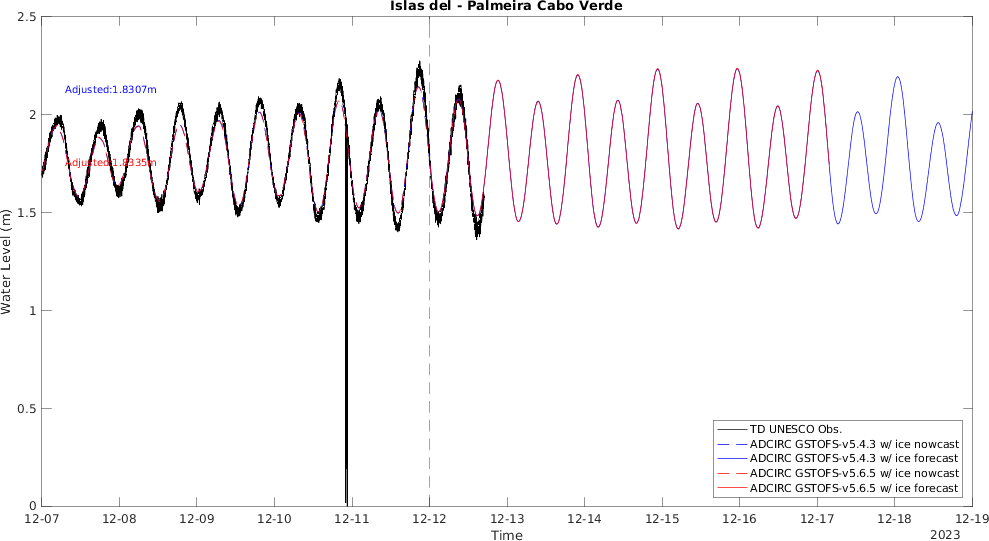 Islas del - Palmeira Cabo Verde
2.5
2
1.5
1
0.5
0
Water Level (m)
Adjusted:1.8307m
Adjusted:1.8335m
TD UNESCO Obs.
ADCIRC GSTOFS-v5.4.3 w/ ice nowcast
ADCIRC GSTOFS-v5.4.3 w/ ice forecast
ADCIRC GSTOFS-v5.6.5 w/ ice nowcast
ADCIRC GSTOFS-v5.6.5 w/ ice forecast
12-07 12-08 12-09 12-10 12-11 12-12 12-13 12-14 12-15 12-16 12-17 12-18 12-19
Time
2023